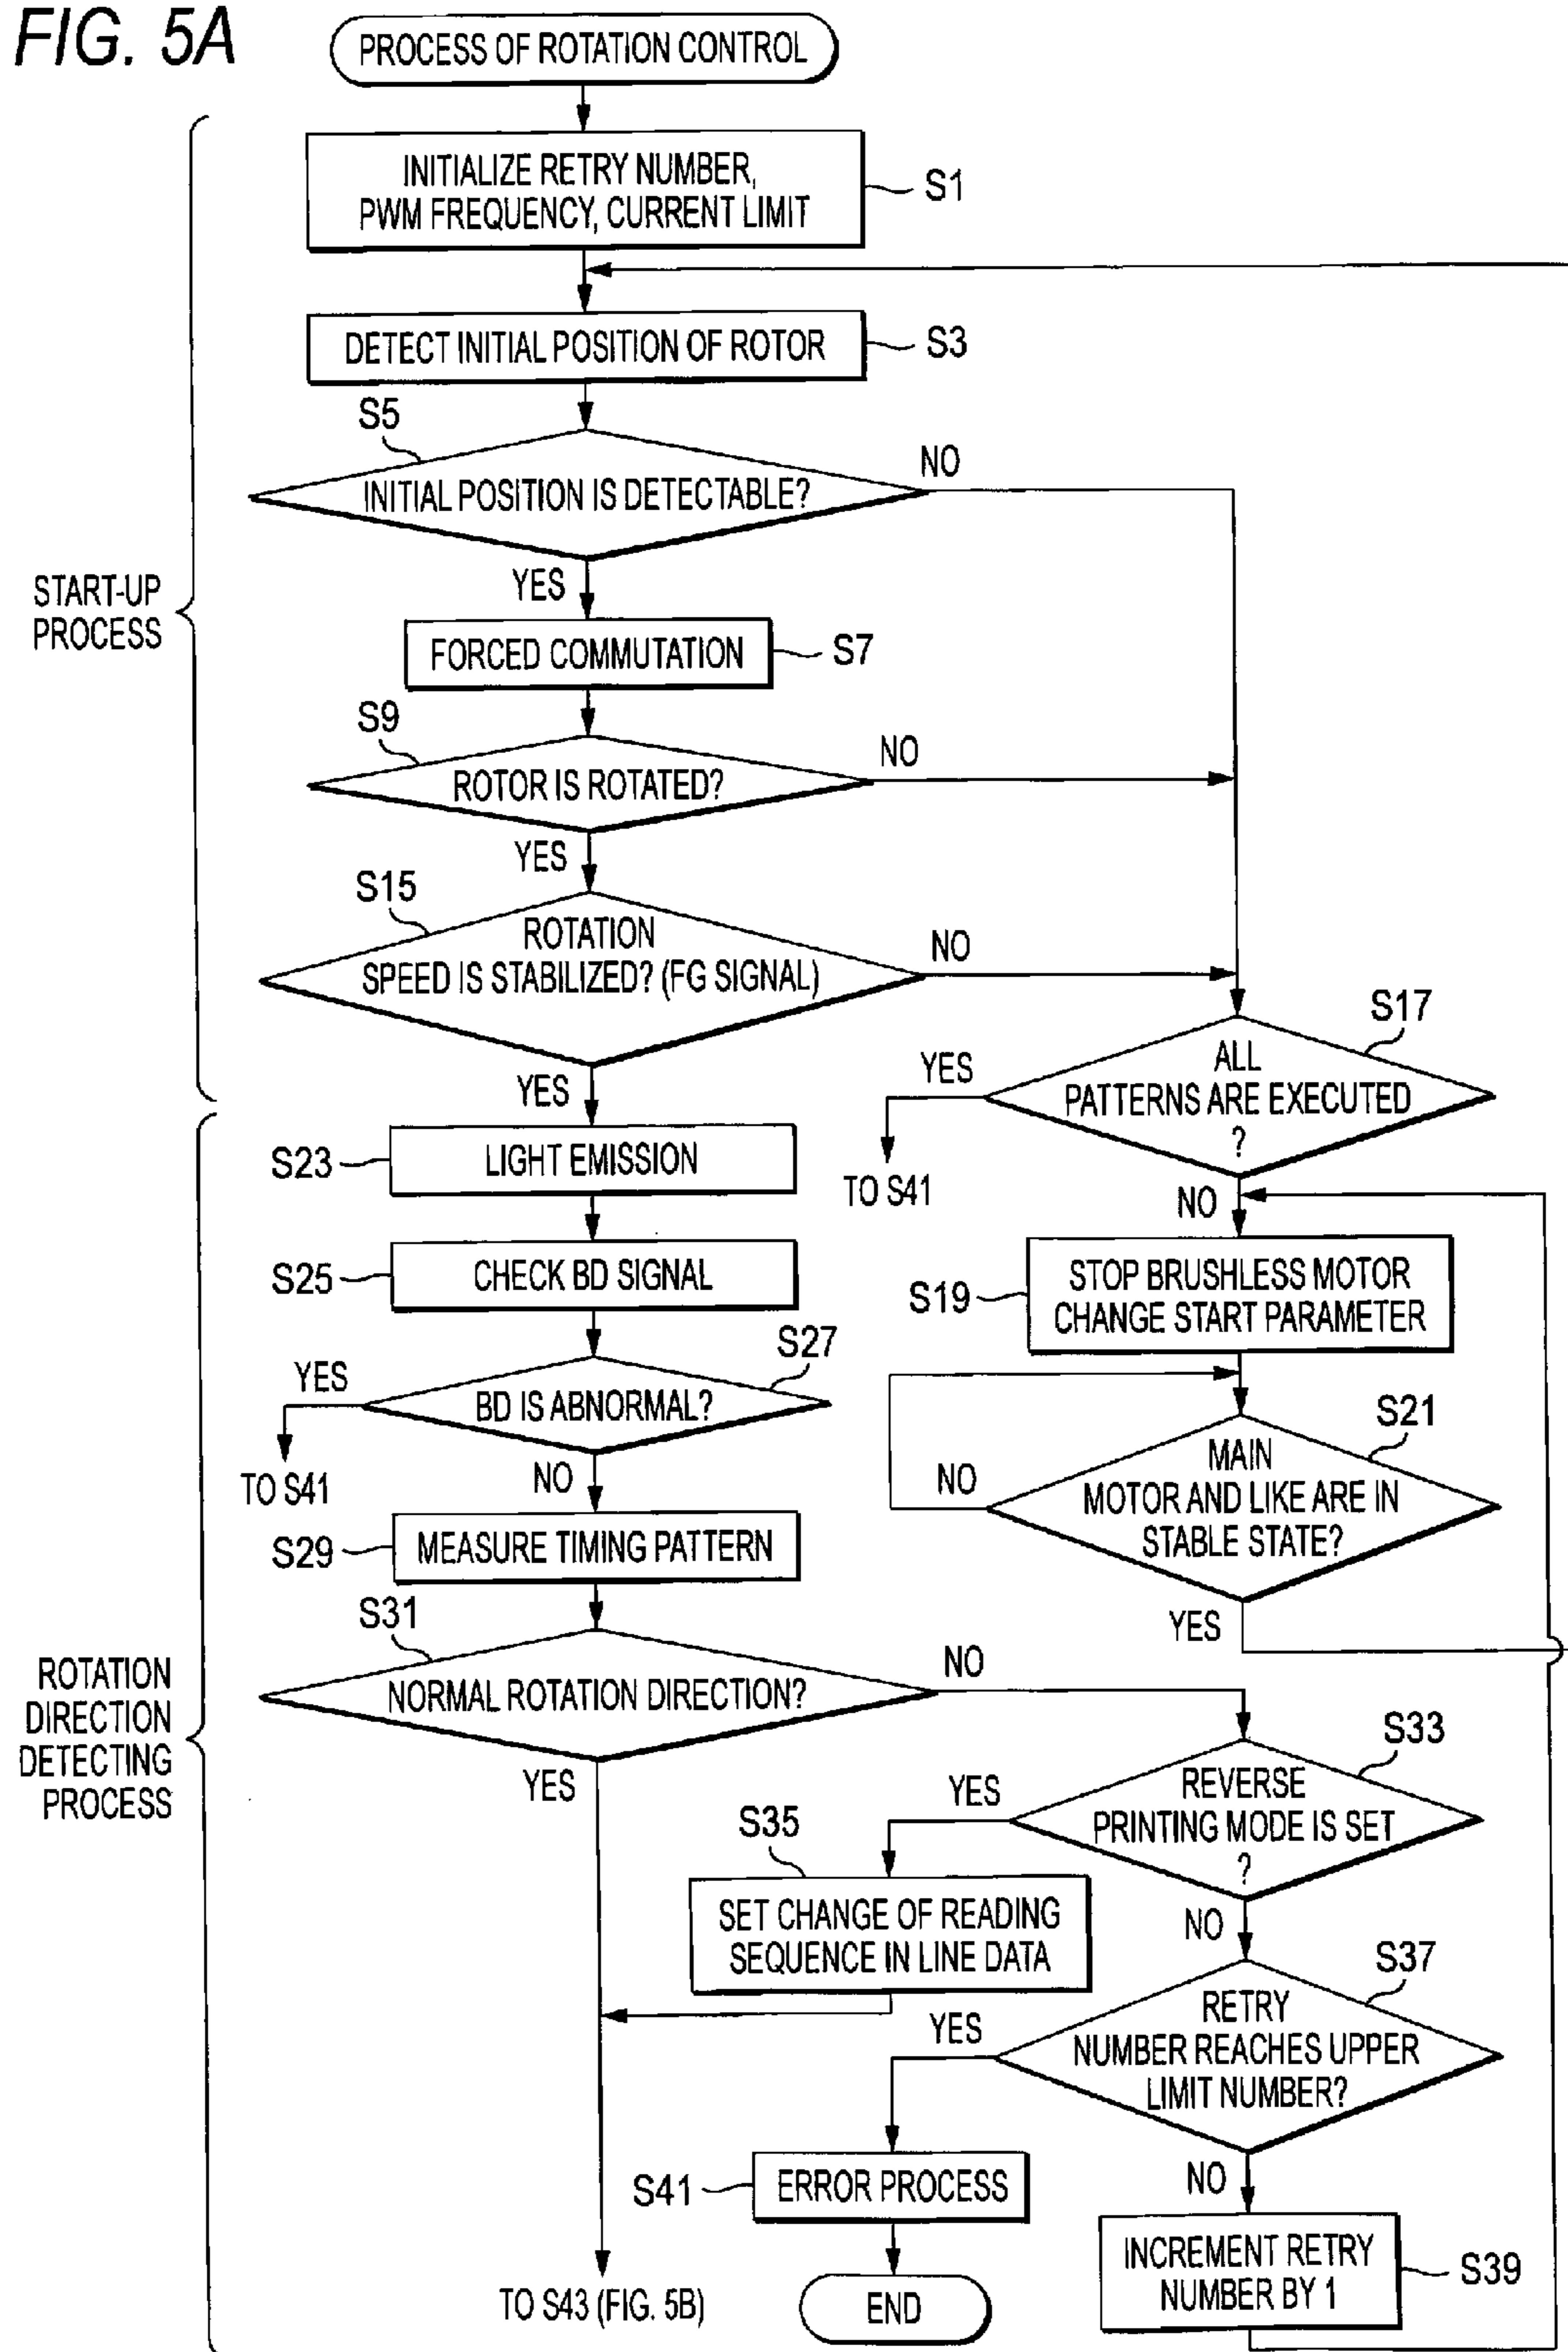 FIG. 5A
PROCESS OF ROTATION CONTROL
INITIALIZE RETRY NUMBER,
PWM FREQUENCY, CURRENT LIMIT
S1
DETECT INITIAL POSITION OF ROTOR
S3
S5
INITIAL POSITION IS DETECTABLE?
NO
YES
START-UP
PROCESS
FORCED COMMUTATION
S7
S9
ROTOR IS ROTATED?
NO
YES
S15
ROTATION
SPEED IS STABILIZED? (FG SIGNAL)
NO
YES
S17
ALL
PATTERNS ARE EXECUTED
?
YES
TO S41
NO
S23
LIGHT EMISSION
S25
CHECK BD SIGNAL
S19
STOP BRUSHLESS MOTOR
CHANGE START PARAMETER
S27
BD IS ABNORMAL?
YES
TO S41
NO
S21
MAIN
MOTOR AND LIKE ARE IN
STABLE STATE?
NO
YES
S29
MEASURE TIMING PATTERN
S31
NORMAL ROTATION DIRECTION?
NO
YES
ROTATION
DIRECTION
DETECTING
PROCESS
S33
REVERSE
PRINTING MODE IS SET
?
YES
NO
S35
SET CHANGE OF READING
SEQUENCE IN LINE DATA
S37
RETRY
NUMBER REACHES UPPER
LIMIT NUMBER?
YES
NO
S41
ERROR PROCESS
END
INCREMENT RETRY
NUMBER BY 1
S39
TO S43 (FIG. 5B)